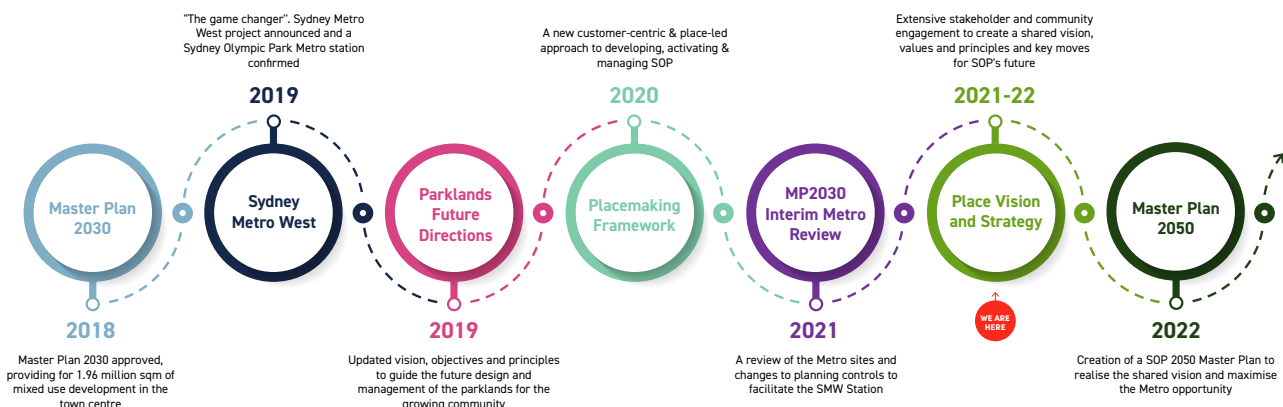 "The game changer". Sydney Metro
West project announced and a
Sydney Olympic Park Metro station
confirmed
2019
A new customer-centric & place-led
approach to developing, activating &
managing SOP
2020
Extensive stakeholder and community
engagement to create a shared vision,
values and principles and key moves
for SOP's future
2021-22
Master Plan
2030
Sydney
Metro West
Parklands
Future
Directions
Placemaking
Framework
MP2030
Interim Metro
Review
Place Vision
and Strategy
Master Plan
2050
WE ARE
HERE
2018
Master Plan 2030 approved,
providing for 1.96 million sqm of
mixed use development in the
town centre
2019
Updated vision, objectives and principles
to guide the future design and
management of the parklands for the
growing community
2021
A review of the Metro sites and
changes to planning controls to
facilitate the SMW Station
2022
Creation of a SOP 2050 Master Plan to
realise the shared vision and maximise
the Metro opportunity